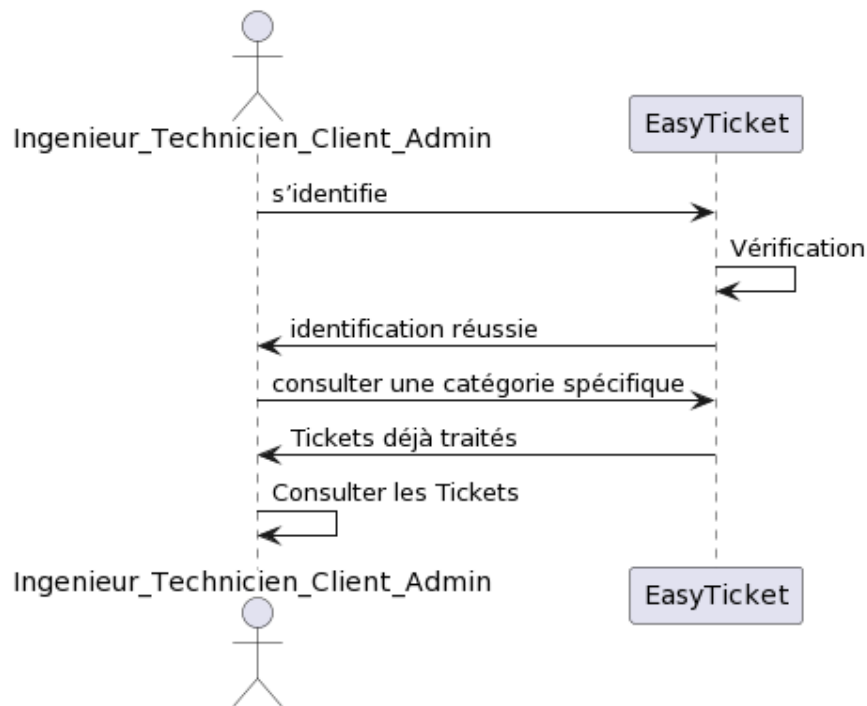 Ingenieur_Technicien_Client_Admin
EasyTicket
s’identifie
Vérification
identification réussie
consulter une catégorie spécifique
Tickets déjà traités
Consulter les Tickets
Ingenieur_Technicien_Client_Admin
EasyTicket